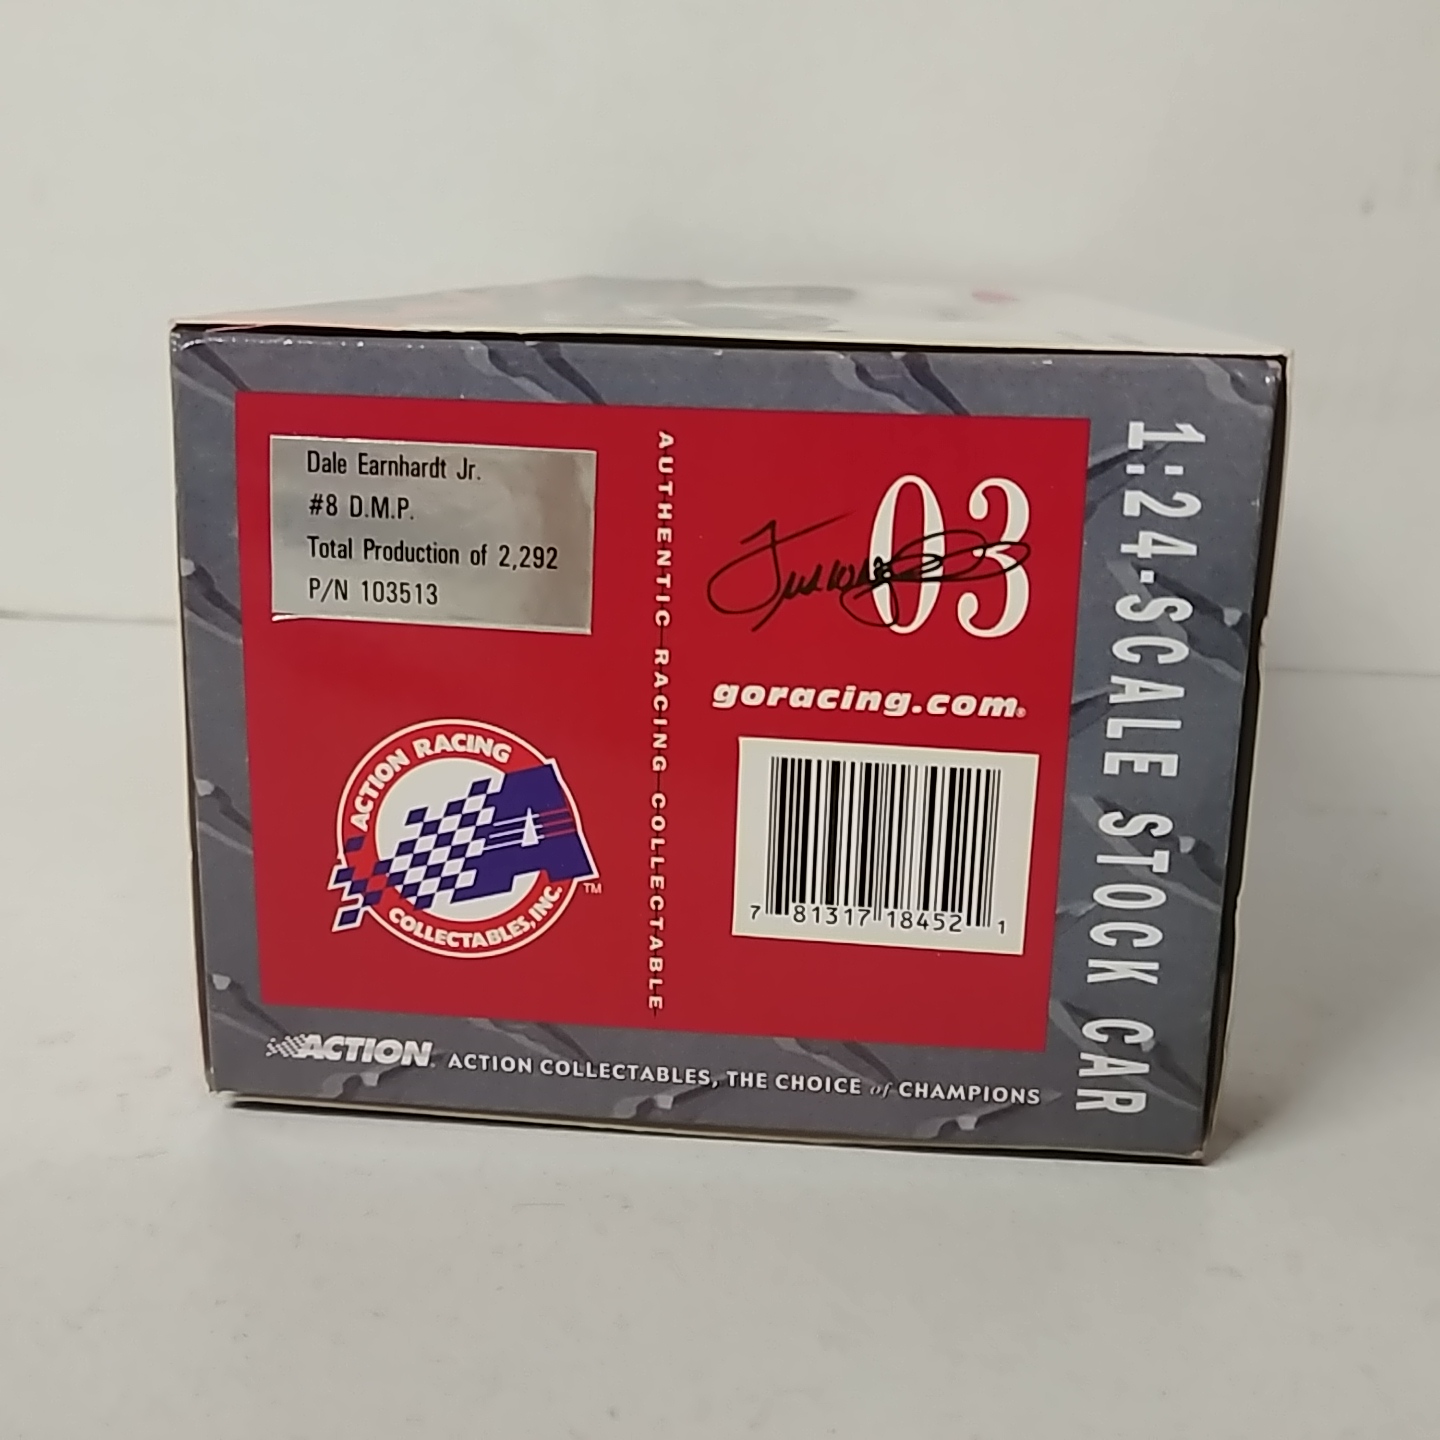 Dale Earnhardt Jr.
#8 D.M.P.
Total Production of 2,292
P/N 103513
AUTHENTIC RACING COLLECTABLE
03
goracing.com®
7 81317 18452 1
ACTION RACING
COLLECTABLES, INC.
TM
1:24-SCALE STOCK CAR
ACTION® ACTION COLLECTABLES, THE CHOICE of CHAMPIONS